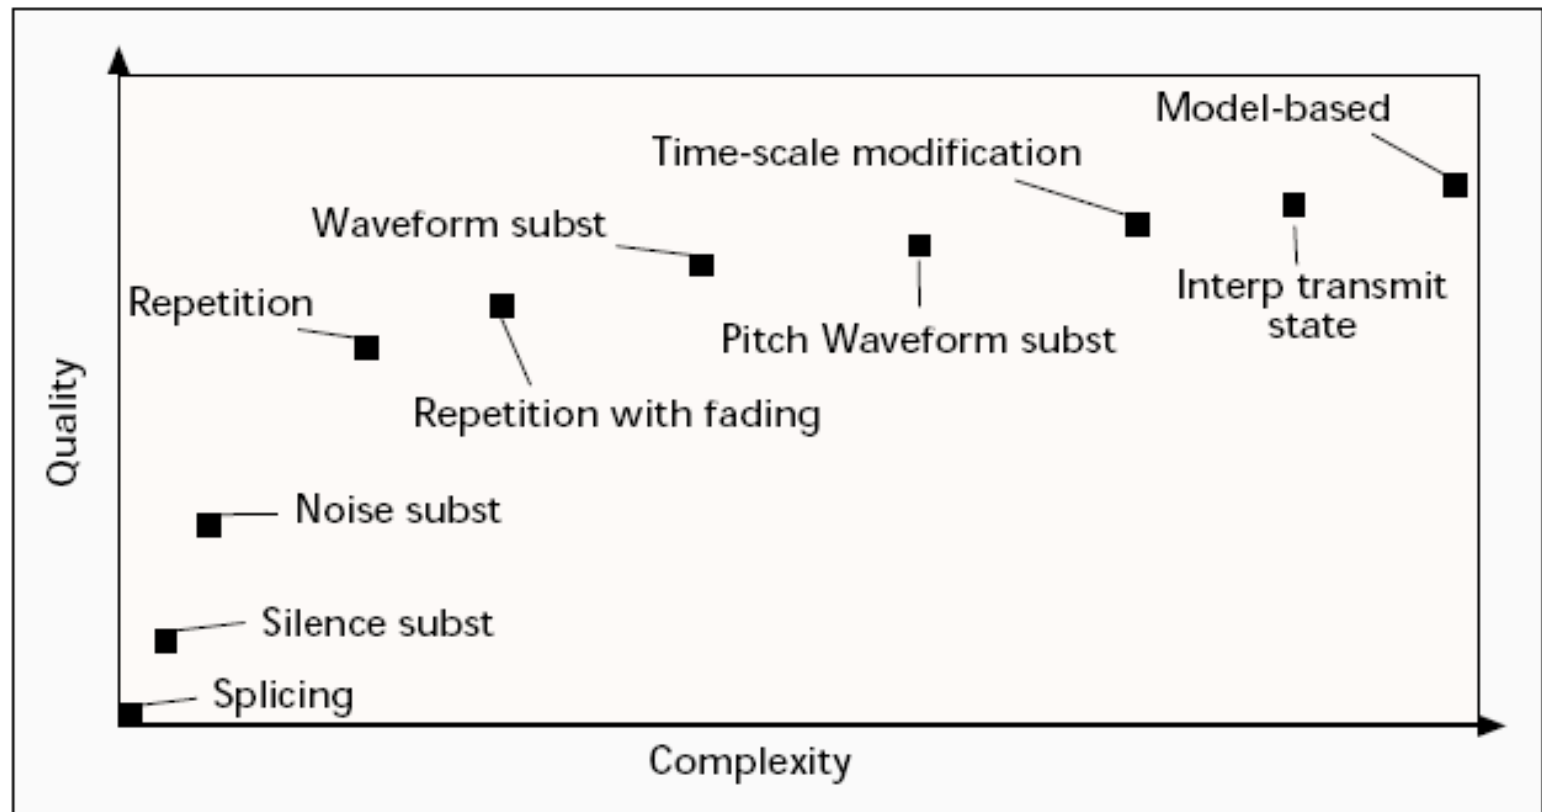 Model-based
Time-scale modification
Waveform subst
Interp transmit
state
Repetition
Pitch Waveform subst
Repetition with fading
Quality
Noise subst
Silence subst
Splicing
Complexity